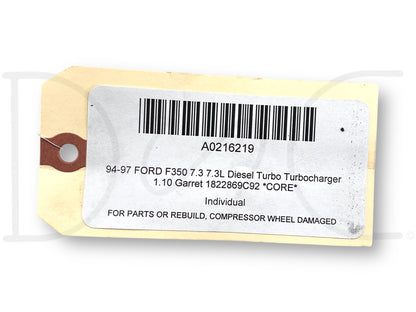 A0216219
94-97 FORD F350 7.3 7.3L Diesel Turbo Turbocharger
1.10 Garret 1822869C92 *CORE*
Individual
FOR PARTS OR REBUILD, COMPRESSOR WHEEL DAMAGED